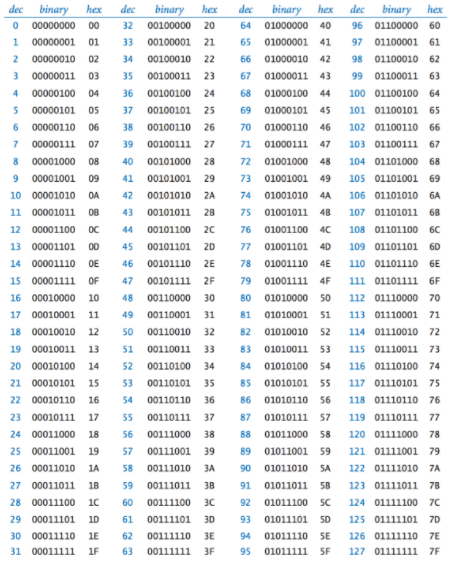 dec binary hex dec binary hex dec binary hex dec binary hex
0 00000000 00 32 00100000 20 64 01000000 40 96 01100000 60
1 00000001 01 33 00100001 21 65 01000001 41 97 01100001 61
2 00000010 02 34 00100010 22 66 01000010 42 98 01100010 62
3 00000011 03 35 00100011 23 67 01000011 43 99 01100011 63
4 00000100 04 36 00100100 24 68 01000100 44 100 01100100 64
5 00000101 05 37 00100101 25 69 01000101 45 101 01100101 65
6 00000110 06 38 00100110 26 70 01000110 46 102 01100110 66
7 00000111 07 39 00100111 27 71 01000111 47 103 01100111 67
8 00001000 08 40 00101000 28 72 01001000 48 104 01101000 68
9 00001001 09 41 00101001 29 73 01001001 49 105 01101001 69
10 00001010 0A 42 00101010 2A 74 01001010 4A 106 01101010 6A
11 00001011 0B 43 00101011 2B 75 01001011 4B 107 01101011 6B
12 00001100 0C 44 00101100 2C 76 01001100 4C 108 01101100 6C
13 00001101 0D 45 00101101 2D 77 01001101 4D 109 01101101 6D
14 00001110 0E 46 00101110 2E 78 01001110 4E 110 01101110 6E
15 00001111 0F 47 00101111 2F 79 01001111 4F 111 01101111 6F
16 00010000 10 48 00110000 30 80 01010000 50 112 01110000 70
17 00010001 11 49 00110001 31 81 01010001 51 113 01110001 71
18 00010010 12 50 00110010 32 82 01010010 52 114 01110010 72
19 00010011 13 51 00110011 33 83 01010011 53 115 01110011 73
20 00010100 14 52 00110100 34 84 01010100 54 116 01110100 74
21 00010101 15 53 00110101 35 85 01010101 55 117 01110101 75
22 00010110 16 54 00110110 36 86 01010110 56 118 01110110 76
23 00010111 17 55 00110111 37 87 01010111 57 119 01110111 77
24 00011000 18 56 00111000 38 88 01011000 58 120 01111000 78
25 00011001 19 57 00111001 39 89 01011001 59 121 01111001 79
26 00011010 1A 58 00111010 3A 90 01011010 5A 122 01111010 7A
27 00011011 1B 59 00111011 3B 91 01011011 5B 123 01111011 7B
28 00011100 1C 60 00111100 3C 92 01011100 5C 124 01111100 7C
29 00011101 1D 61 00111101 3D 93 01011101 5D 125 01111101 7D
30 00011110 1E 62 00111110 3E 94 01011110 5E 126 01111110 7E
31 00011111 1F 63 00111111 3F 95 01011111 5F 127 01111111 7F